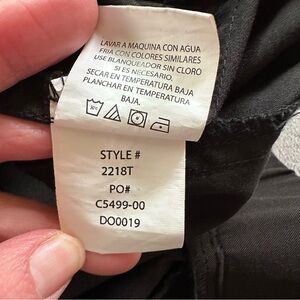 LAVAR A MAQUINA CON AGUA
FRIA CON COLORES SIMILARES
USE BLANQUEADOR SIN CLORO
SI ES NECESARIO
SECAR EN TEMPERATURA BAJA
PLANCHAR EN TEMPERATURA
BAJA.
STYLE #
2218T
PO#
C5499-00
DO0019